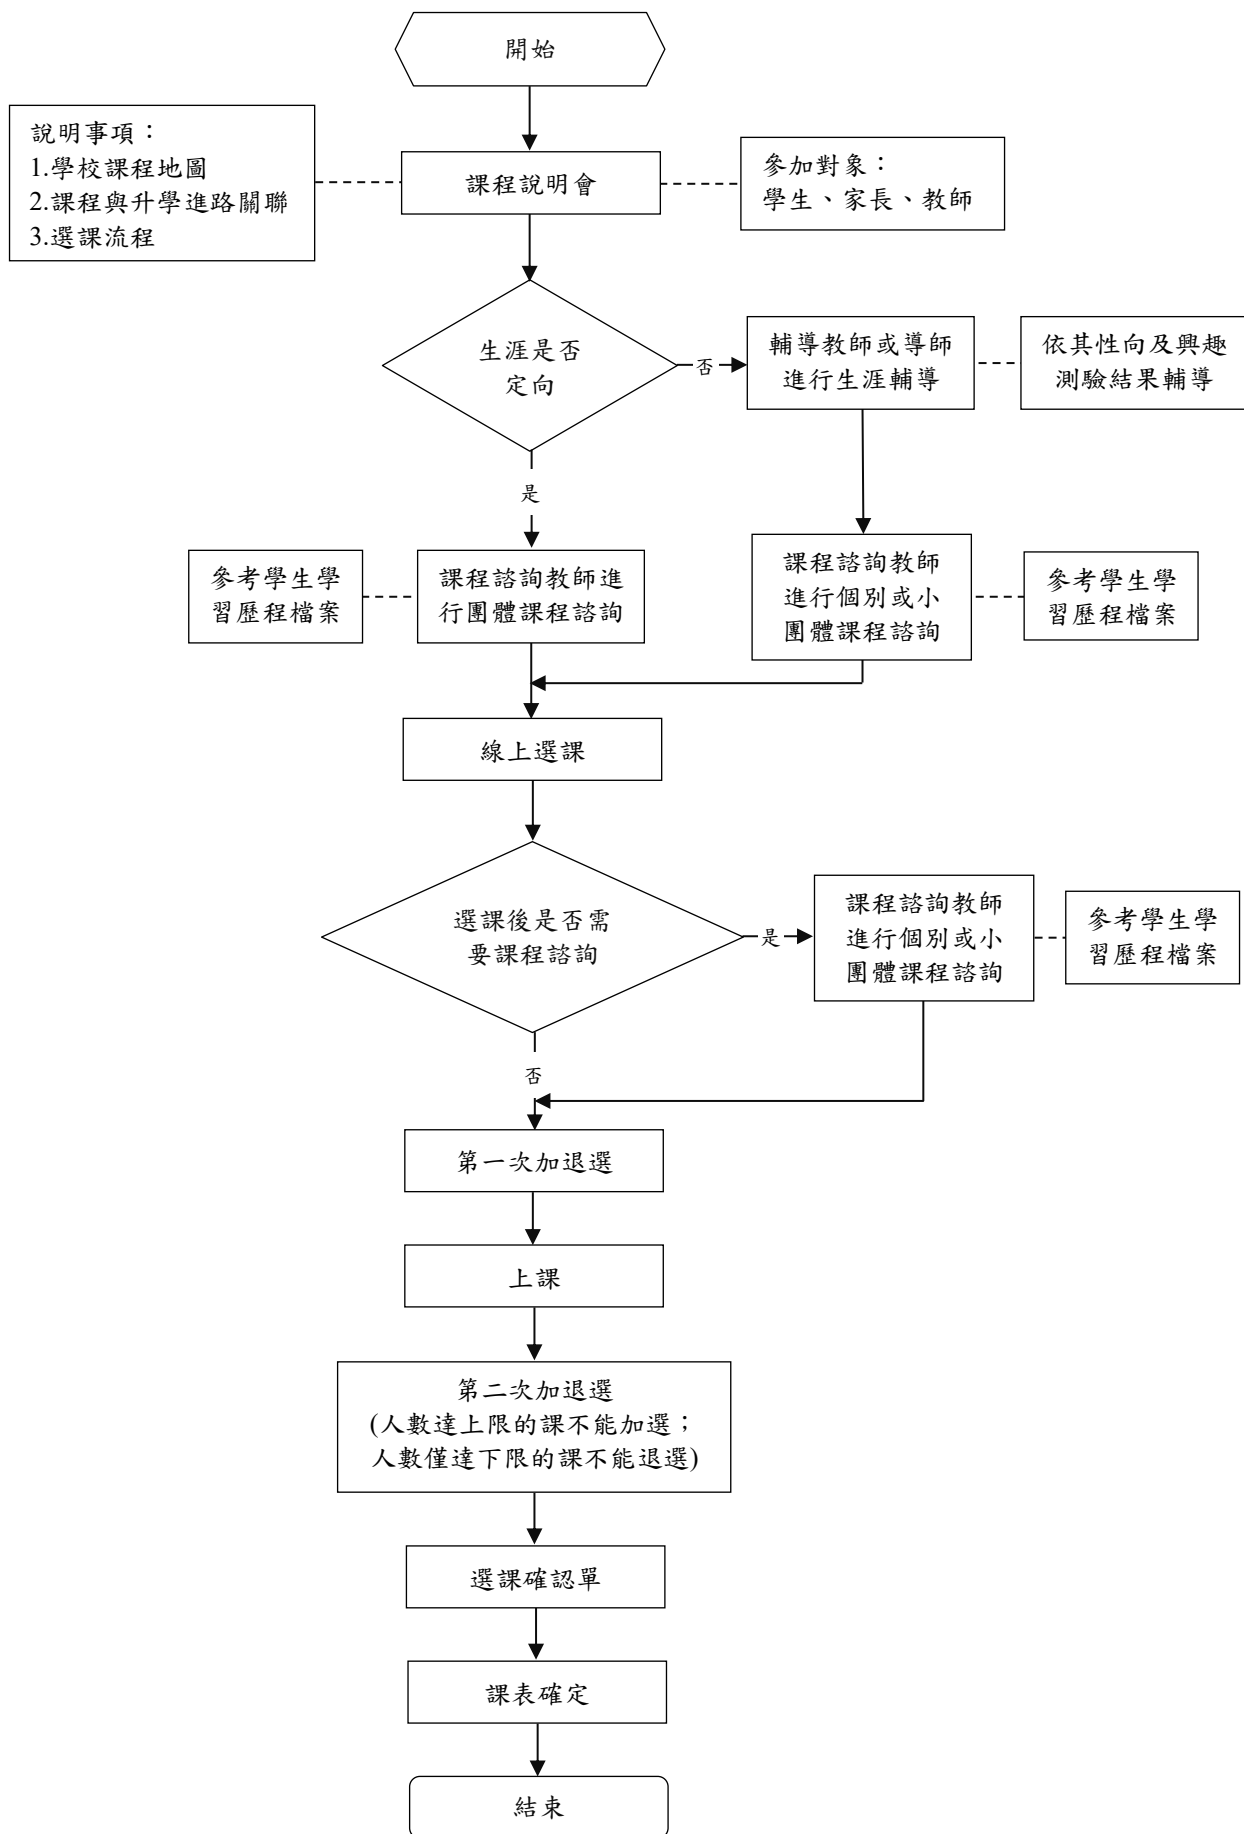 開始
說明事項：
1.學校課程地圖
2.課程與升學進路關聯
3.選課流程
課程說明會
參加對象：
學生、家長、教師
生涯是否
定向
否
輔導教師或導師
進行生涯輔導
依其性向及興趣
測驗結果輔導
是
參考學生學
習歷程檔案
課程諮詢教師進
行團體課程諮詢
課程諮詢教師
進行個別或小
團體課程諮詢
參考學生學
習歷程檔案
線上選課
選課後是否需
要課程諮詢
是
課程諮詢教師
進行個別或小
團體課程諮詢
參考學生學
習歷程檔案
否
第一次加退選
上課
第二次加退選
(人數達上限的課不能加選；
人數僅達下限的課不能退選)
選課確認單
課表確定
結束